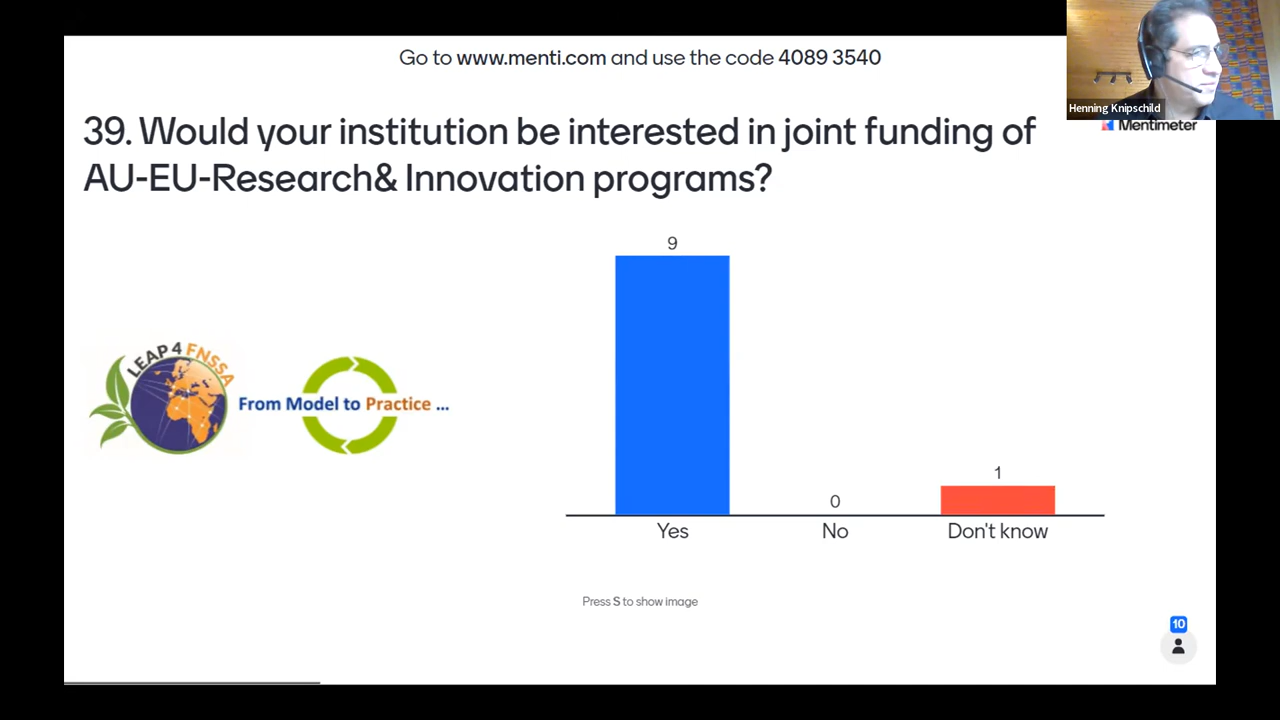 Go to www.menti.com and use the code 4089 3540
Henning Knipschild
Mentimeter
39. Would your institution be interested in joint funding of
AU-EU-Research& Innovation programs?
9
LEAP 4 FNSSA
From Model to Practice ...
1
0
Yes No Don't know
Press S to show image
10